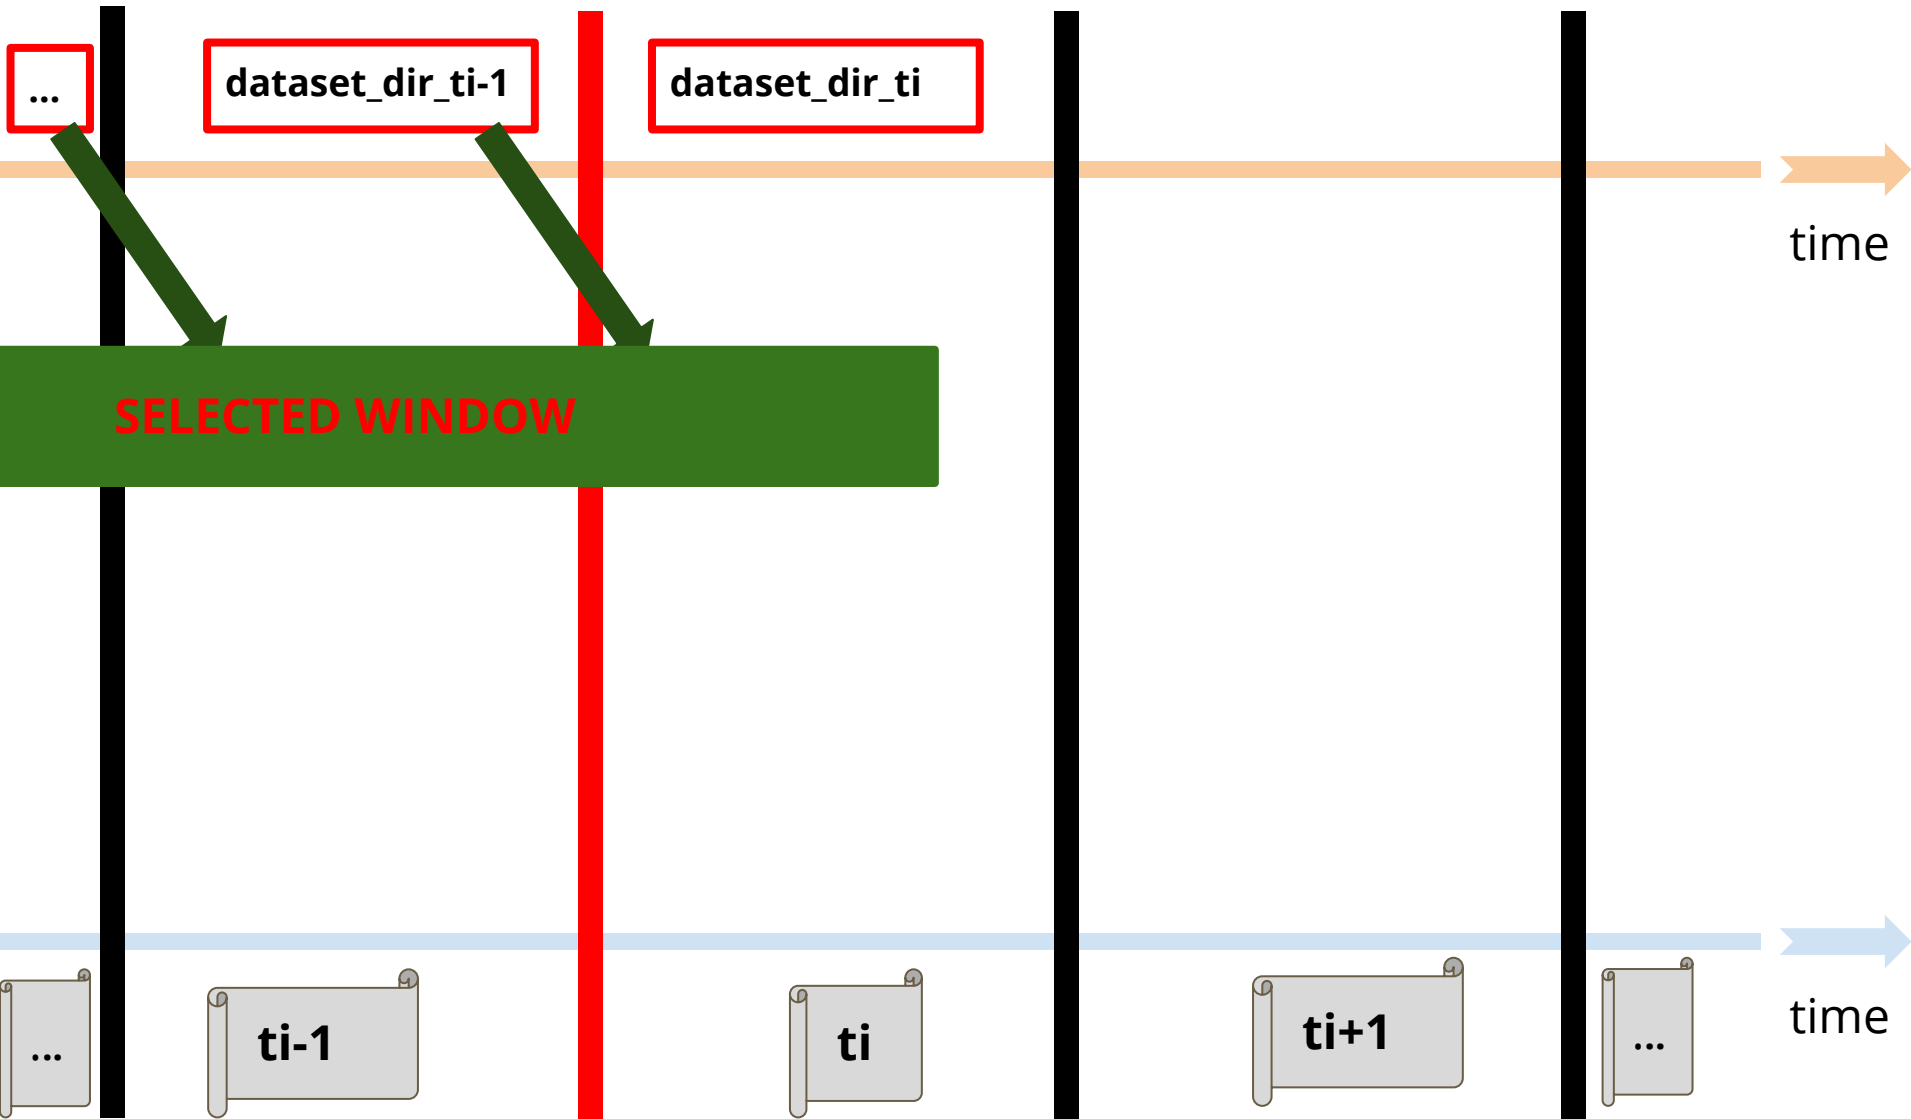 ...
dataset_dir_ti-1
dataset_dir_ti
time
SELECTED WINDOW
...
ti-1
ti
ti+1
...
time